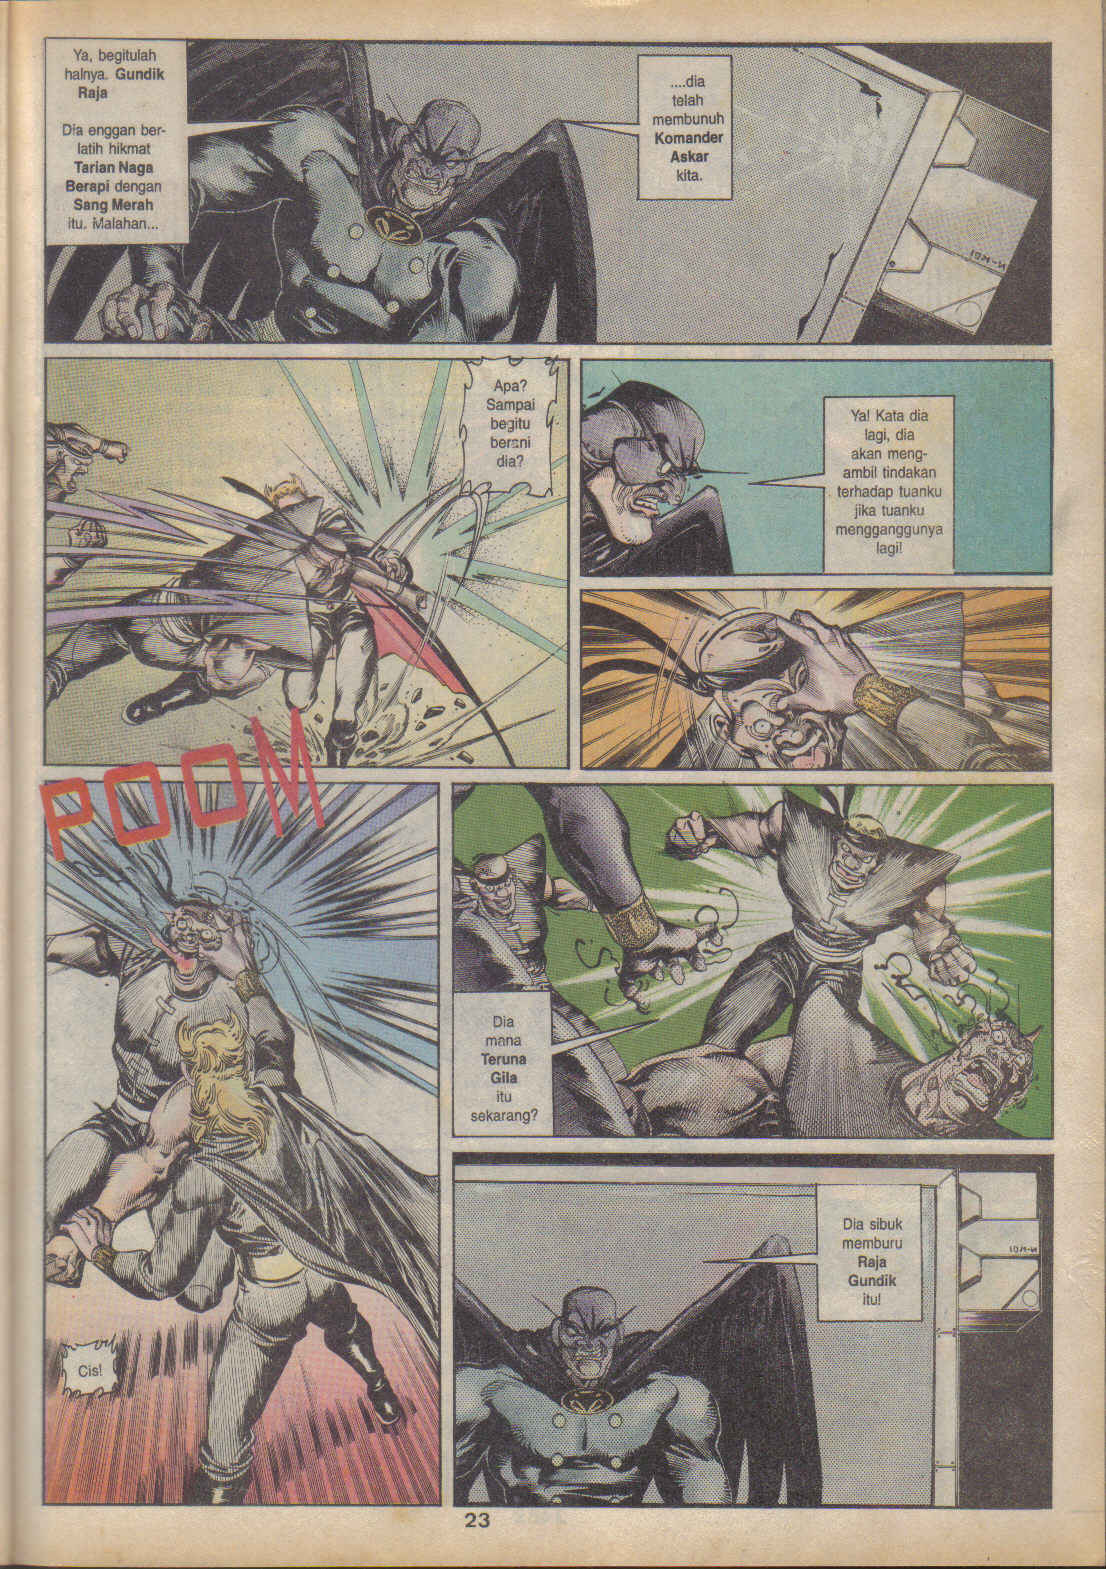 Ya, begitulah
halnya. Gundik
Raja
Dia enggan ber-
latih hikmat
Tarian Naga
Berapi dengan
Sang Merah
itu. Malahan...
....dia
telah
membunuh
Komander
Askar
kita.
Apa?
Sampai
begitu
berani
dia?
Ya! Kata dia
lagi, dia
akan meng-
ambil tindakan
terhadap tuanku
jika tuanku
mengganggunya
lagi!
POOM
Cis!
Dia
mana
Teruna
Gila
itu
sekarang?
Dia sibuk
memburu
Raja
Gundik
itu!
23